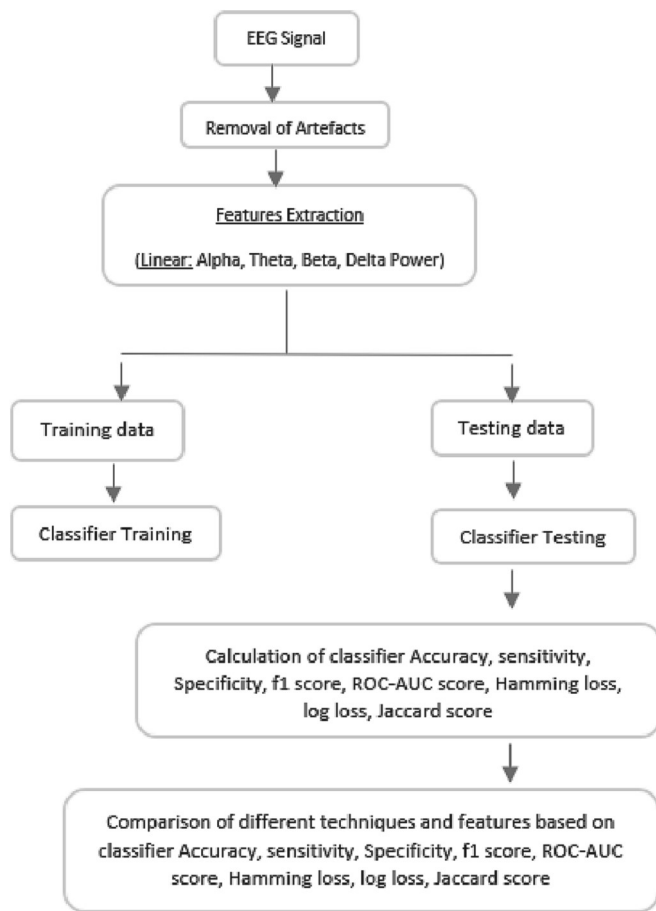 EEG Signal
Removal of Artefacts
Features Extraction
(Linear: Alpha, Theta, Beta, Delta Power)
Training data
Testing data
Classifier Training
Classifier Testing
Calculation of classifier Accuracy, sensitivity,
Specificity, f1 score, ROC-AUC score, Hamming loss,
log loss, Jaccard score
Comparison of different techniques and features based on
classifier Accuracy, sensitivity, Specificity, f1 score, ROC-AUC
score, Hamming loss, log loss, Jaccard score